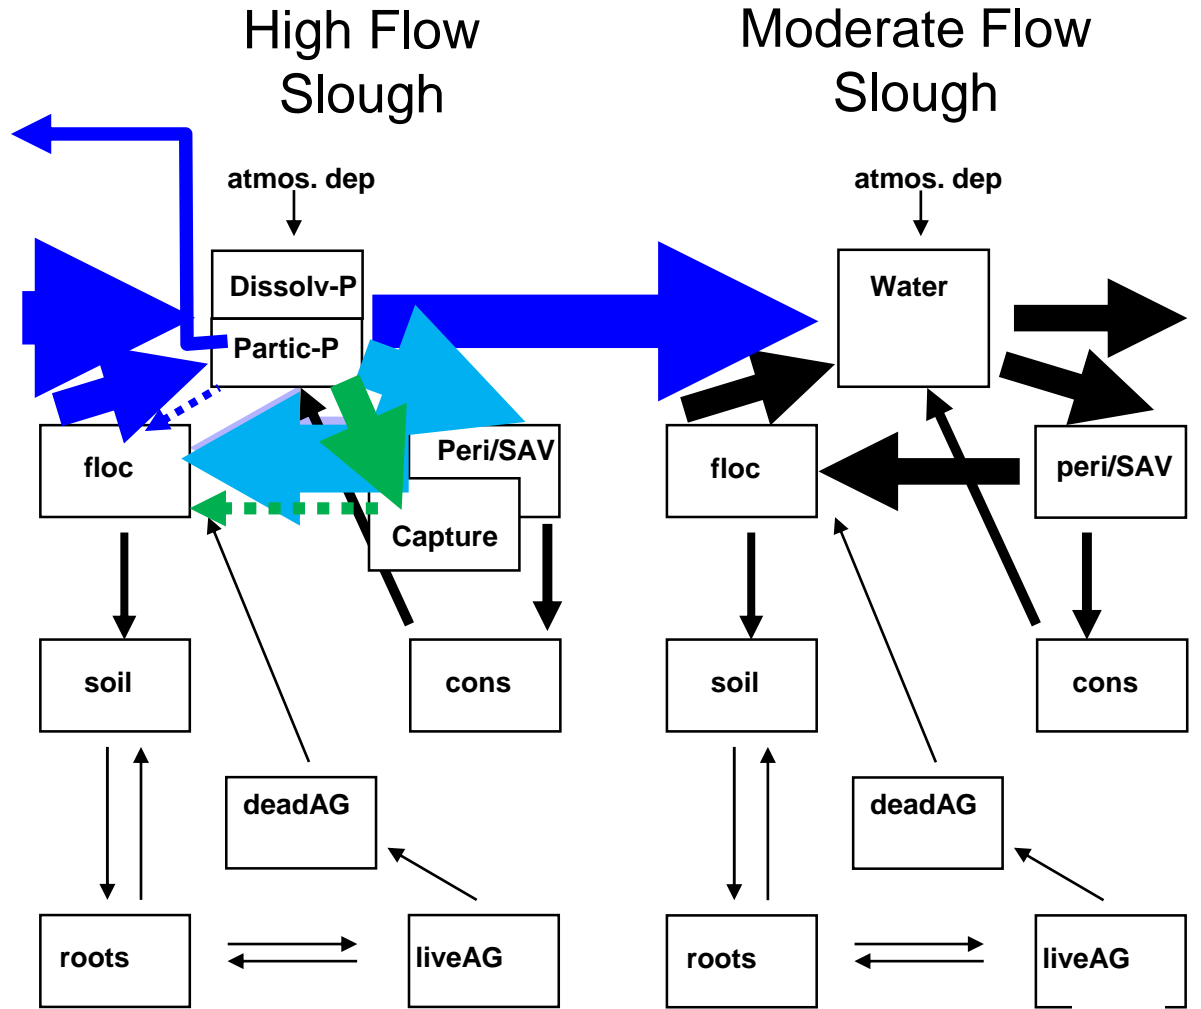 High Flow
Slough
Moderate Flow
Slough
atmos. dep
atmos. dep
Dissolv-P
Partic-P
Water
floc
Peri/SAV
Capture
floc
peri/SAV
soil
cons
soil
cons
deadAG
deadAG
roots
liveAG
roots
liveAG